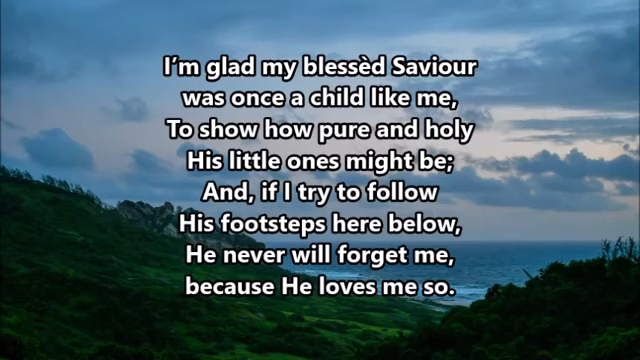 I’m glad my blessèd Saviour
was once a child like me,
To show how pure and holy
His little ones might be;
And, if I try to follow
His footsteps here below,
He never will forget me,
because He loves me so.